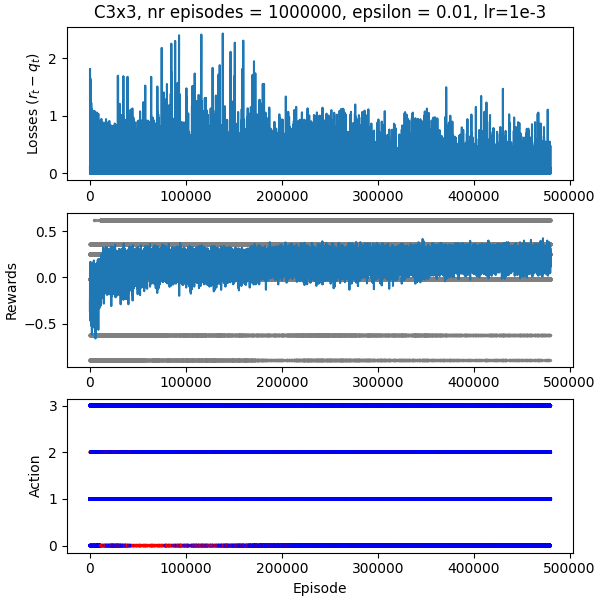 C3x3, nr episodes = 1000000, epsilon = 0.01, lr=1e-3
Losses (r_t − q_t)
2
1
0
0 100000 200000 300000 400000 500000
Rewards
0.5
0.0
−0.5
0 100000 200000 300000 400000 500000
Action
3
2
1
0
0 100000 200000 300000 400000 500000
Episode